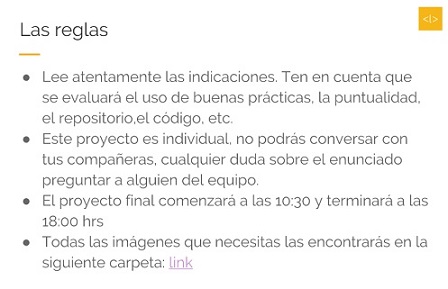 Las reglas
<I>
● Lee atentamente las indicaciones. Ten en cuenta que
se evaluará el uso de buenas prácticas, la puntualidad,
el repositorio,el código, etc.
● Este proyecto es individual, no podrás conversar con
tus compañeras, cualquier duda sobre el enunciado
preguntar a alguien del equipo.
● El proyecto final comenzará a las 10:30 y terminará a las
18:00 hrs
● Todas las imágenes que necesitas las encontrarás en la
siguiente carpeta: link